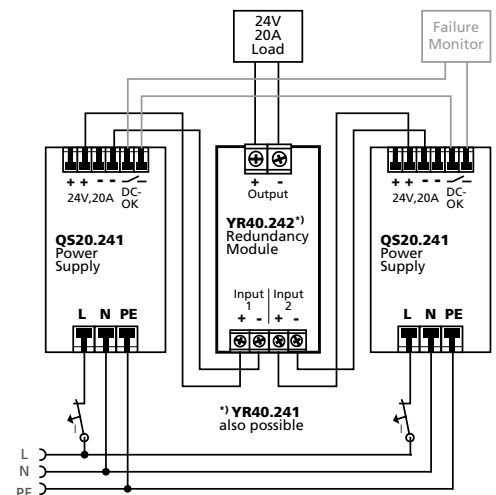 24V
20A
Load
Failure
Monitor
+ + - - DC-
24V,20A OK
QS20.241
Power
Supply
L N PE
+ -
Output
YR40.242*)
Redundancy
Module
Input Input
1 2
+ - + -
+ + - - DC-
24V,20A OK
QS20.241
Power
Supply
L N PE
*) YR40.241
also possible
I
I
L
N
PE